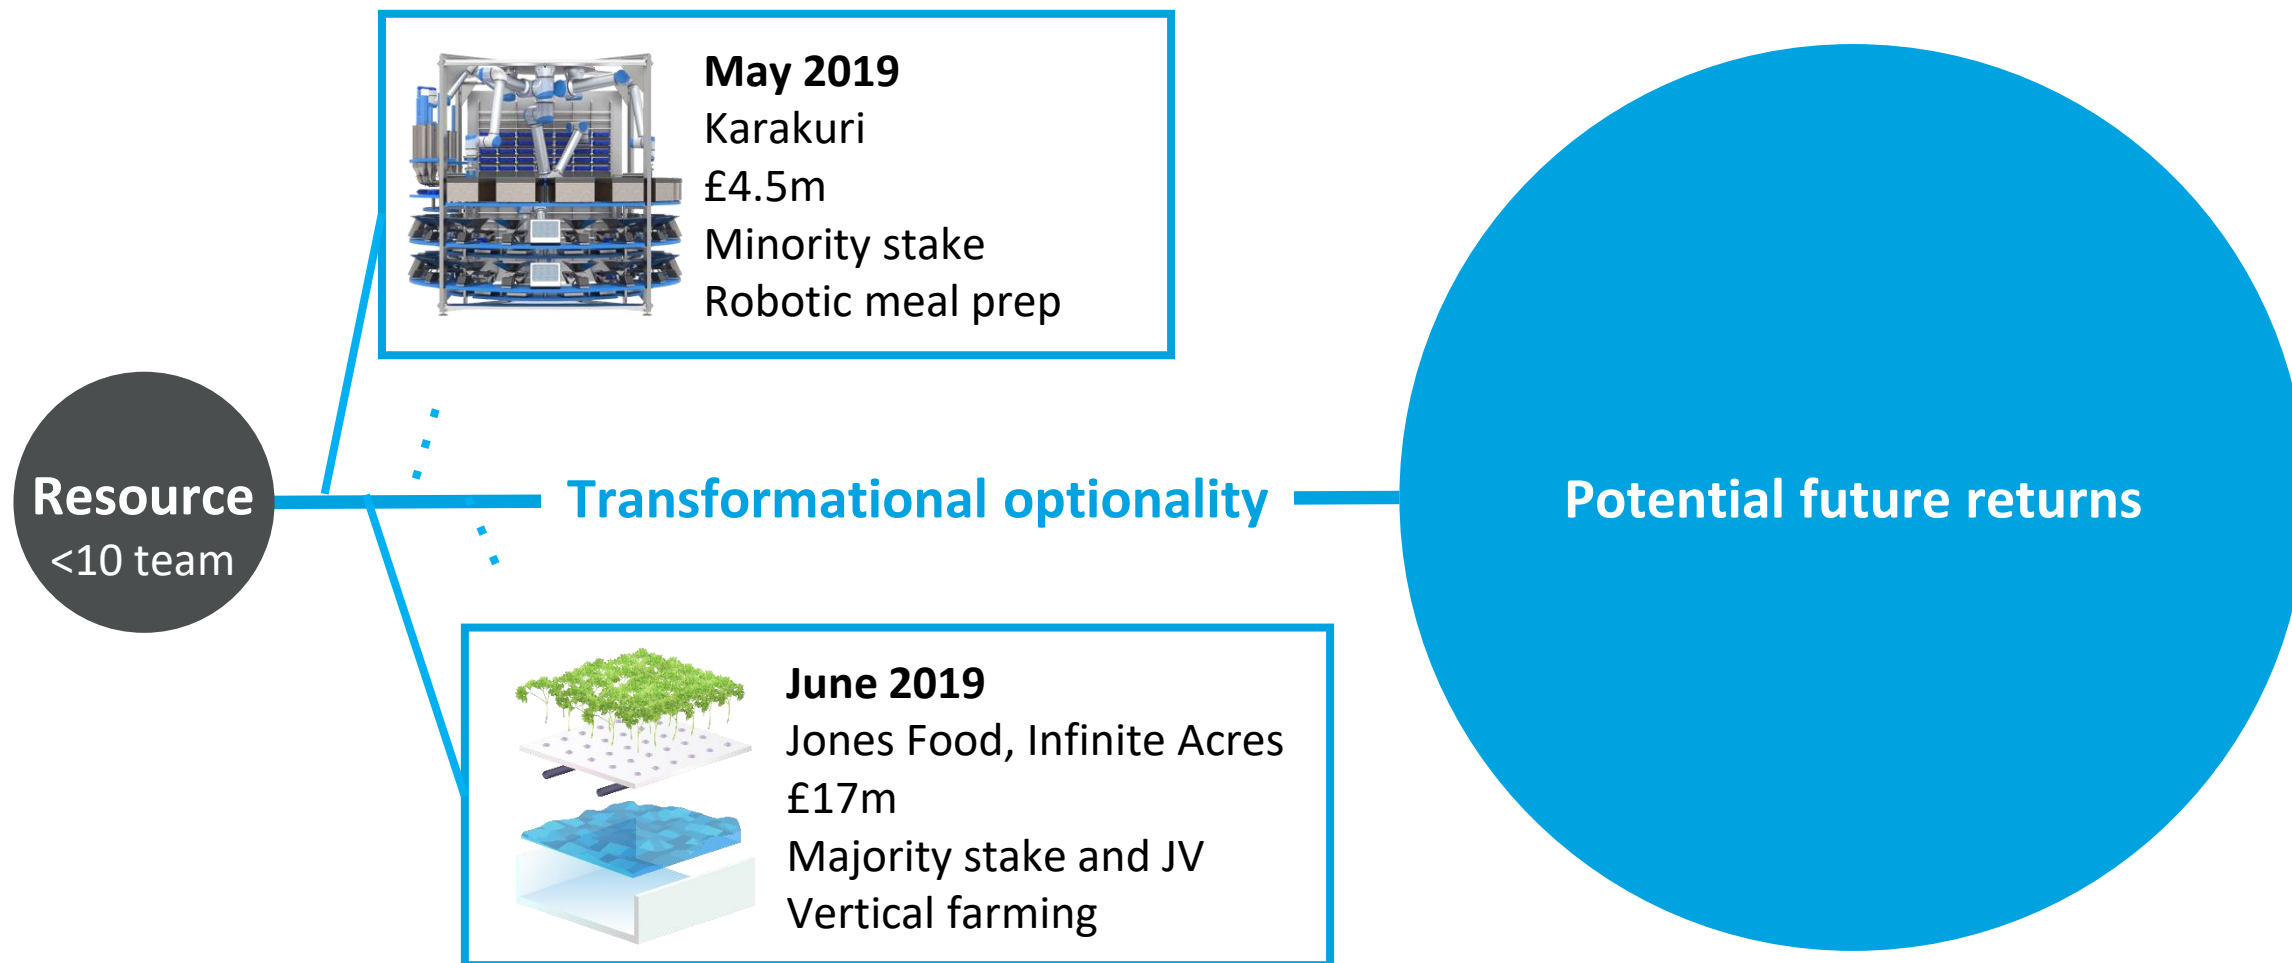 May 2019
Karakuri
£4.5m
Minority stake
Robotic meal prep
Resource
<10 team
Transformational optionality
Potential future returns
June 2019
Jones Food, Infinite Acres
£17m
Majority stake and JV
Vertical farming